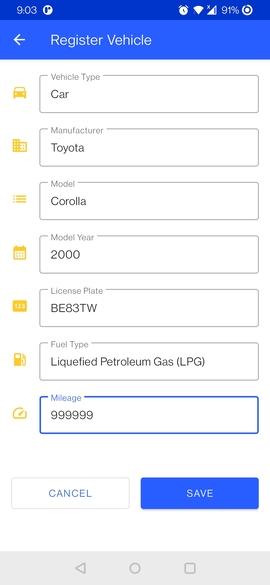 9:03 91%
Register Vehicle
Vehicle Type
Car
Manufacturer
Toyota
Model
Corolla
Model Year
2000
123
License Plate
BE83TW
Fuel Type
Liquefied Petroleum Gas (LPG)
Mileage
999999
CANCEL SAVE